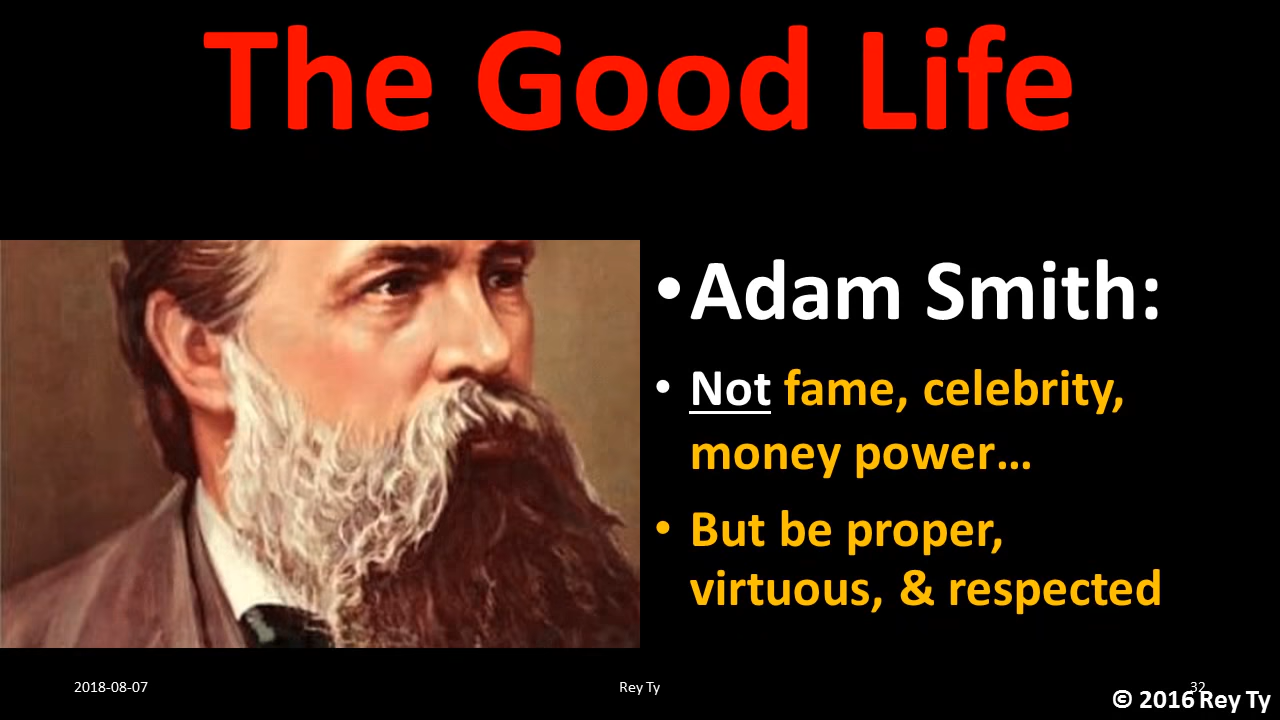 The Good Life
•Adam Smith:
• Not fame, celebrity,
money power...
• But be proper,
virtuous, & respected
2018-08-07
Rey Ty
32
© 2016 Rey Ty